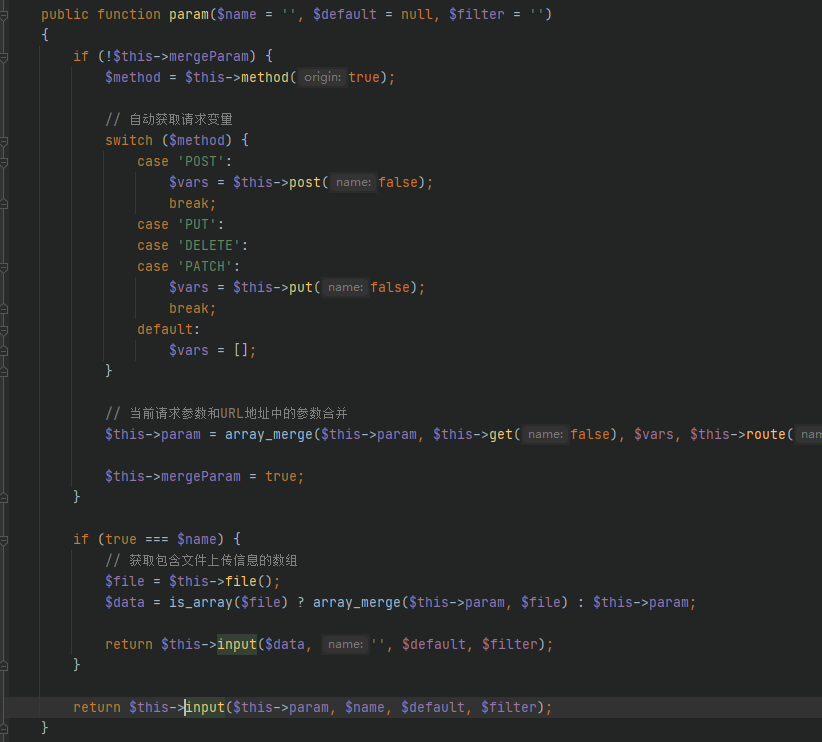 public function param($name = '', $default = null, $filter = '')
{
if (!$this->mergeParam) {
$method = $this->method( origin: true);
// 自动获取请求变量
switch ($method) {
case 'POST':
$vars = $this->post( name: false);
break;
case 'PUT':
case 'DELETE':
case 'PATCH':
$vars = $this->put( name: false);
break;
default:
$vars = [];
}
// 当前请求参数和URL地址中的参数合并
$this->param = array_merge($this->param, $this->get( name: false), $vars, $this->route(
$this->mergeParam = true;
}
if (true === $name) {
// 获取包含文件上传信息的数组
$file = $this->file();
$data = is_array($file) ? array_merge($this->param, $file) : $this->param;
return $this->input($data, name: '', $default, $filter);
}
return $this->input($this->param, $name, $default, $filter);
}